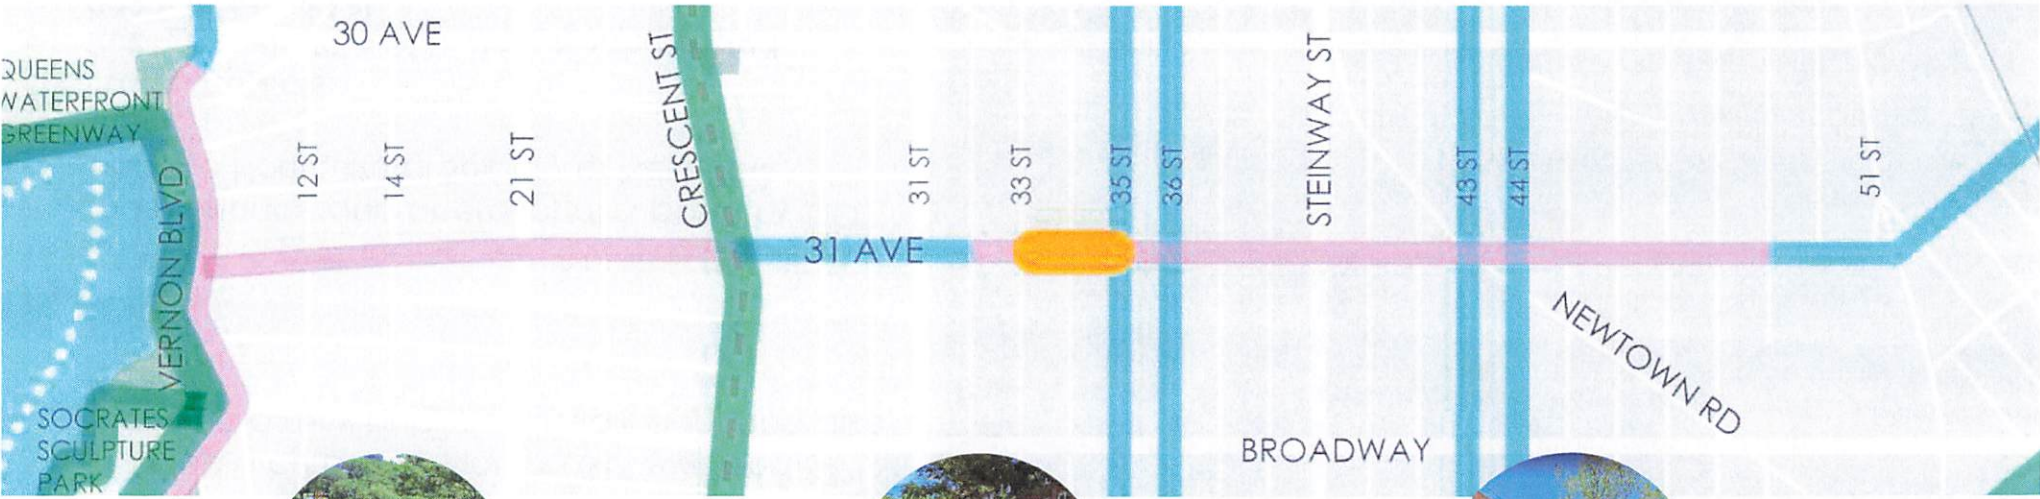 30 AVE
QUEENS
WATERFRONT
GREENWAY
VERNON BLVD
12 ST
14 ST
21 ST
CRESCENT ST
31 ST
33 ST
35 ST
36 ST
STEINWAY ST
43 ST
44 ST
51 ST
31 AVE
NEWTOWN RD
BROADWAY
SOCRATES
SCULPTURE
PARK